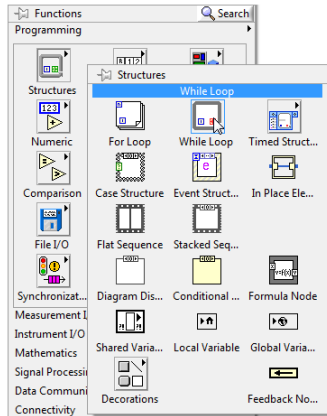 Functions
Search
Programming
Structures
Numeric
Comparison
File I/O
Synchronizat...
Measurement I
Instrument I/O
Mathematics
Signal Processi
Data Communi
Connectivity
Structures
While Loop
For Loop While Loop Timed Struct...
Case Structure Event Struct... In Place Ele...
Flat Sequence Stacked Seq...
Diagram Dis... Conditional ... Formula Node
Shared Varia... Local Variable Global Varia...
Decorations Feedback No...